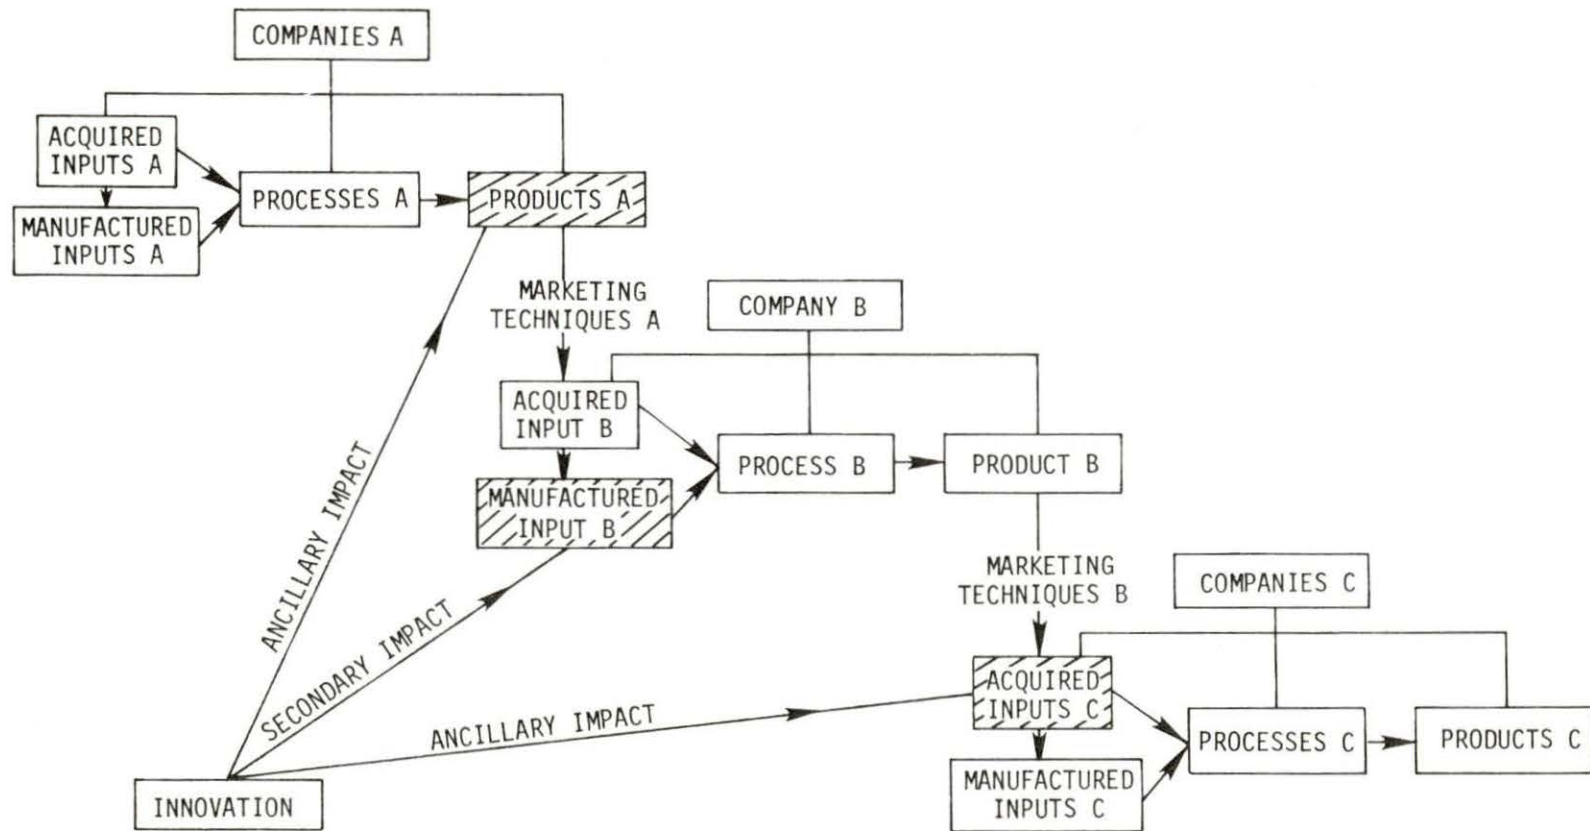 COMPANIES A
ACQUIRED
INPUTS A
PROCESSES A
PRODUCTS A
MANUFACTURED
INPUTS A
MARKETING
TECHNIQUES A
COMPANY B
ACQUIRED
INPUT B
PROCESS B
PRODUCT B
MANUFACTURED
INPUT B
ANCILLARY IMPACT
MARKETING
TECHNIQUES B
COMPANIES C
SECONDARY IMPACT
ACQUIRED
INPUTS C
ANCILLARY IMPACT
PROCESSES C
PRODUCTS C
MANUFACTURED
INPUTS C
INNOVATION